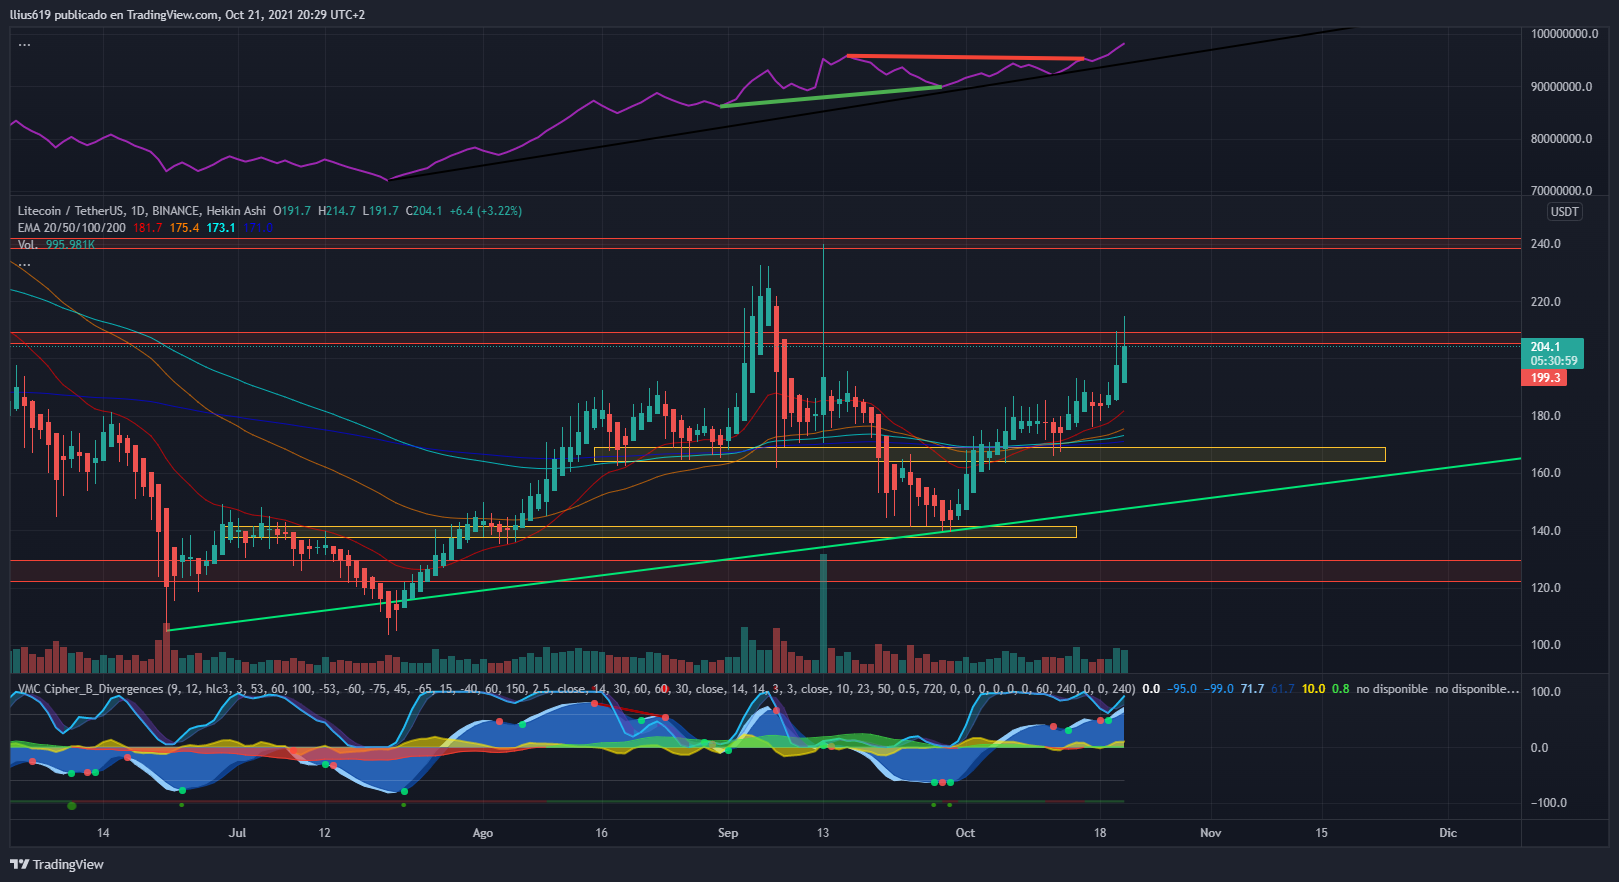 llius619 publicado en TradingView.com, Oct 21, 2021 20:29 UTC+2
...
100000000.0
90000000.0
80000000.0
70000000.0
Litecoin / TetherUS, 1D, BINANCE, Heikin Ashi O191.7 H214.7 L191.7 C204.1 +6.4 (+3.22%)
USDT
EMA 20/50/100/200 181.7 175.4 173.1 171.1
Vol. 995.981K
...
240.0
220.0
204.1
05:30:59
199.3
180.0
160.0
140.0
120.0
100.0
VMC Cipher_B_Divergences (9, 12, hlc3, 3, 53, 60, 100, -53, -60, -75, 45, -65, 15, -40, 60, 150, 2.5, close, 14, 30, 60, 60, 30, close, 14, 14, 3, 3, close, 10, 23, 50, 0.5, 720, 0, 0, 0, 0, 0, 0, 60, 240, 0, 0, 240) 0.0 −95.0 −99.0 71.7 61.7 10.0 0.8 no disponible no disponible...
100.0
0.0
−100.0
14 Jul 12 Ago 16 Sep 13 Oct 18 Nov 15 Dic
TradingView